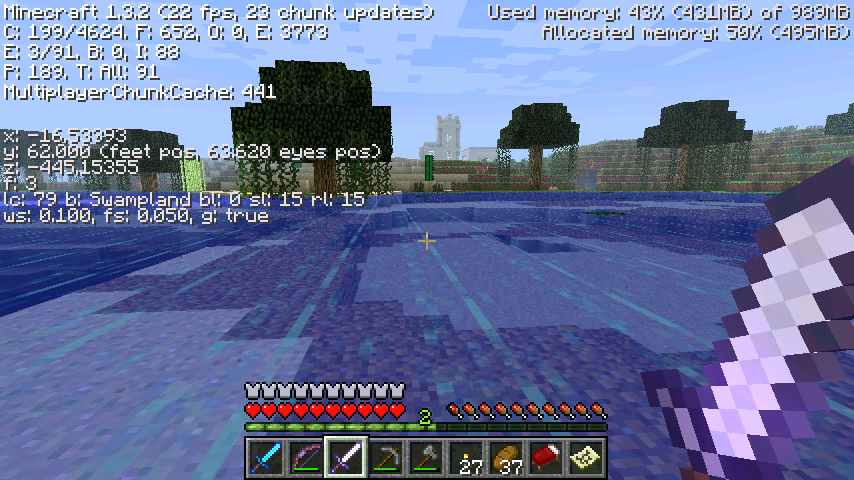 Minecraft 1.3.2 (22 fps, 23 chunk updates)
Used memory: 43% (431MB) of 989MB
C: 199/4624, F: 652, O: 0, E: 3773
Allocated memory: 50% (495MB)
E: 3/91, B: 0, I: 88
P: 189, T: All: 91
MultiplayerChunkCache: 441
x: -16.53993
y: 62.000 (feet pos, 63.620 eyes pos)
z: -445.15355
f: 3
lc: 79 b: Swampland bl: 0 sl: 15 rl: 15
ws: 0.100, fs: 0.050, g: true
2
27
37